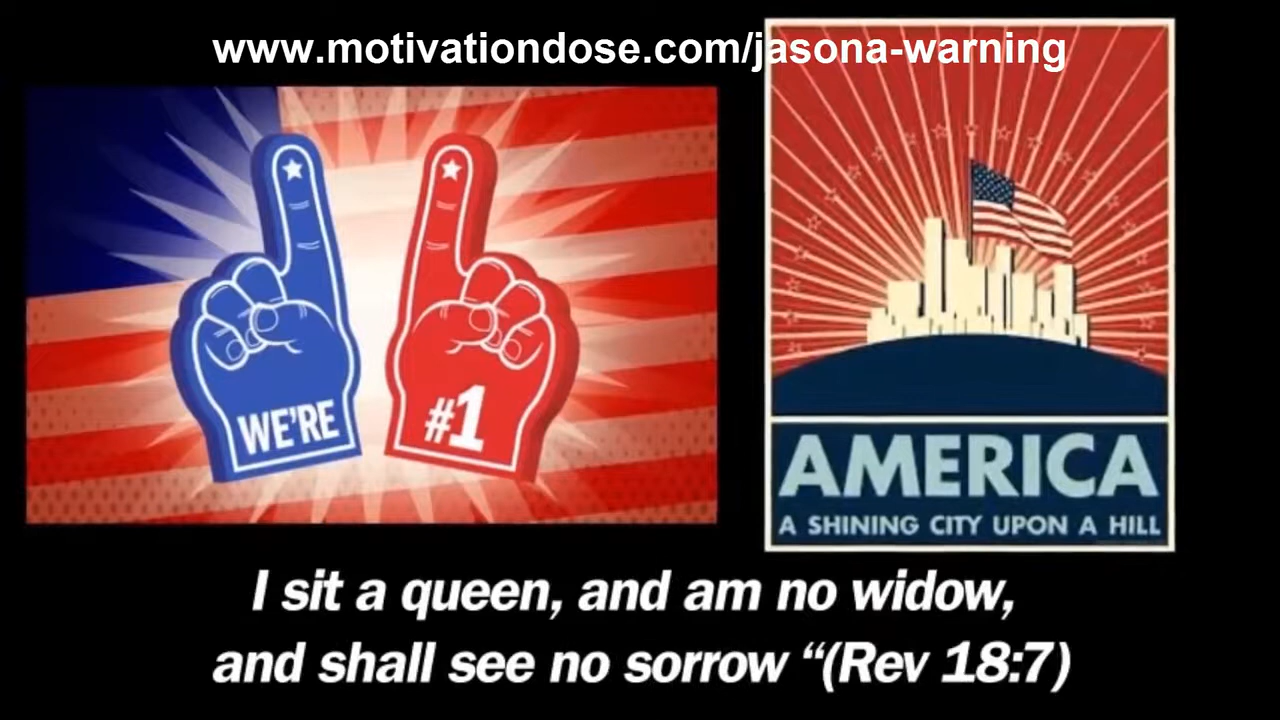 www.motivationdose.com/jasona-warning
WE'RE
#1
AMERICA
A SHINING CITY UPON A HILL
I sit a queen, and am no widow,
and shall see no sorrow “(Rev 18:7)